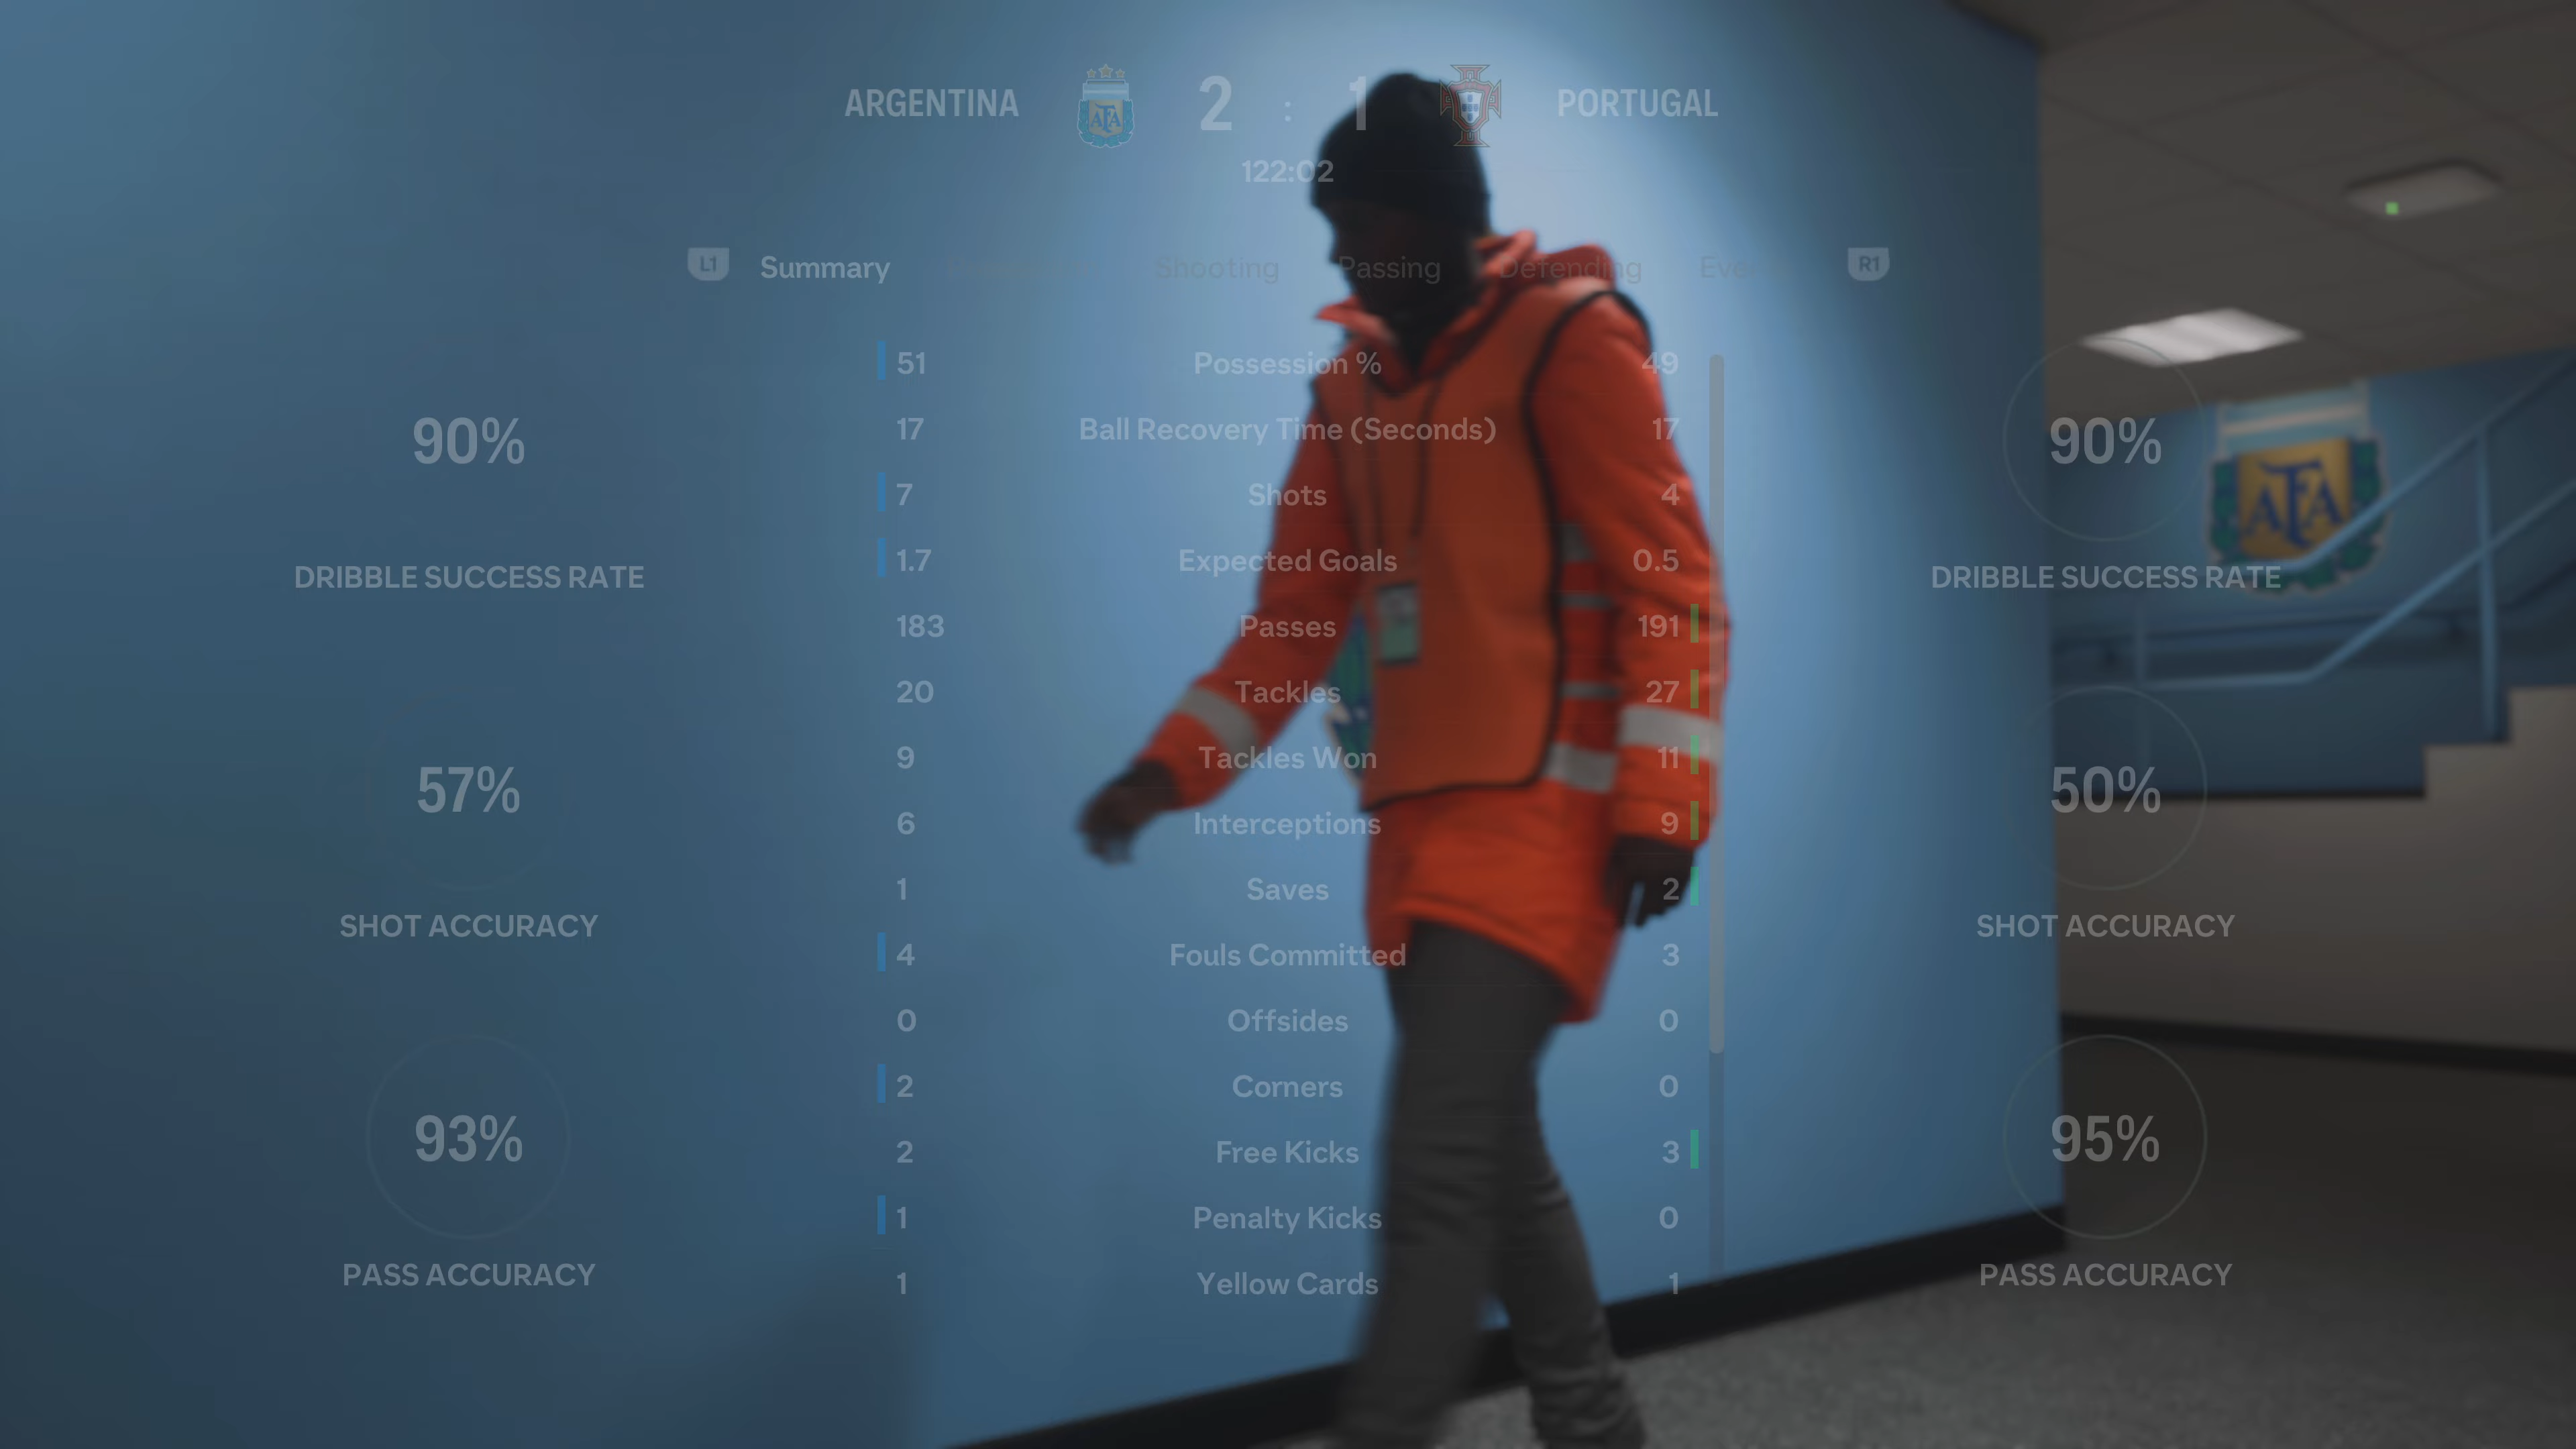 ARGENTINA AFA 2 : 1 PORTUGAL
122:02
L1 Summary Shooting Passing Defending R1
51 Possession % 49
17 Ball Recovery Time (Seconds) 17
7 Shots 4
1.7 Expected Goals 0.5
183 Passes 191
20 Tackles 27
9 Tackles Won 11
6 Interceptions 9
1 Saves 2
4 Fouls Committed 3
0 Offsides 0
2 Corners 0
2 Free Kicks 3
1 Penalty Kicks 0
1 Yellow Cards 1
90%
DRIBBLE SUCCESS RATE
57%
SHOT ACCURACY
93%
PASS ACCURACY
90%
DRIBBLE SUCCESS RATE
50%
SHOT ACCURACY
95%
PASS ACCURACY
AFA